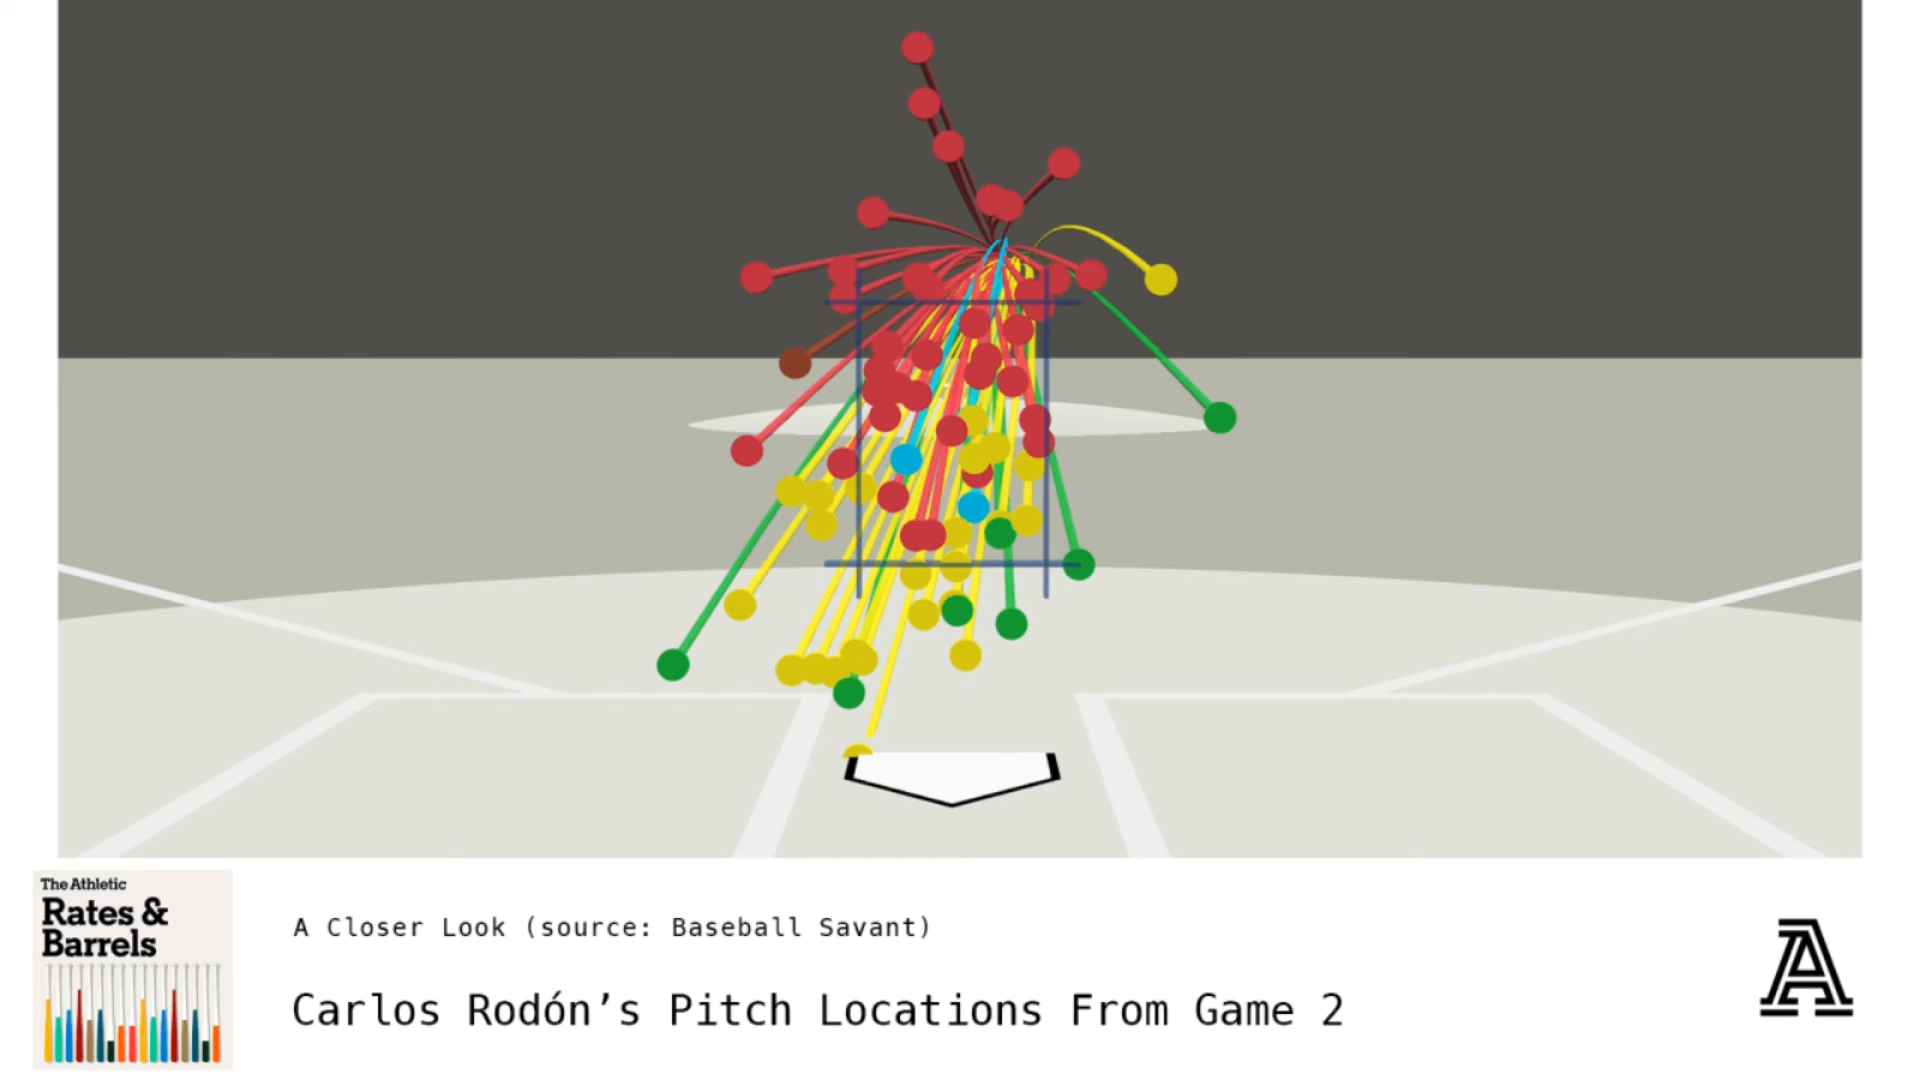 The Athletic
Rates &
Barrels
A Closer Look (source: Baseball Savant)
Carlos Rodón’s Pitch Locations From Game 2
A